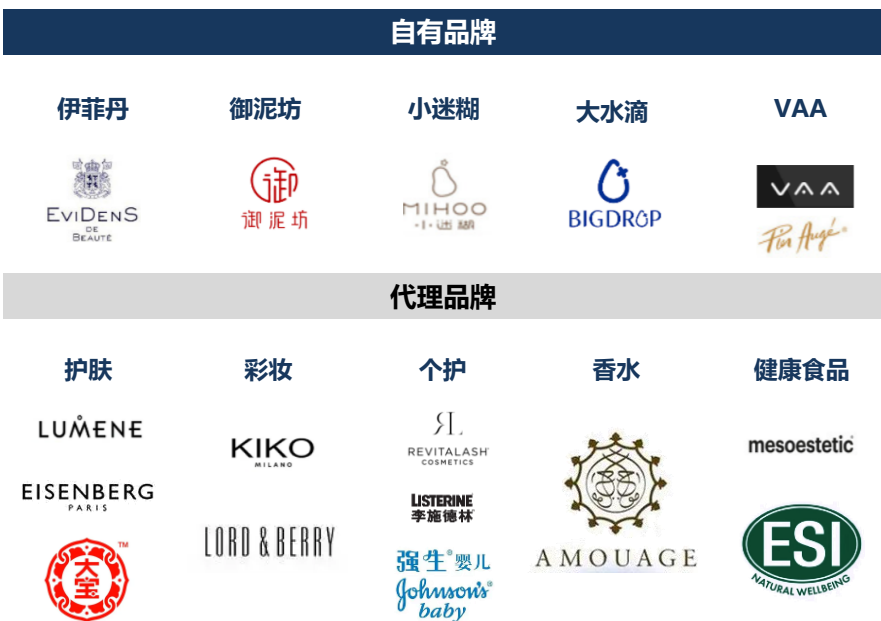 自有品牌
伊菲丹
御泥坊
小迷糊
大水滴
VAA
EVIDENS
DE
BEAUTÉ
御
御泥坊
MIHOO
·小·迷糊
BIGDROP
VAA
Pin Augé®
代理品牌
护肤
彩妆
个护
香水
健康食品
LUMENE
EISENBERG
PARIS
大宝™
KIKO
MILANO
LORD & BERRY
RL
REVITALASH®
COSMETICS
LISTERINE®
李施德林®
强生®婴儿
Johnson's®
baby
AMOUAGE
mesoestetic®
ESI
NATURAL WELLBEING